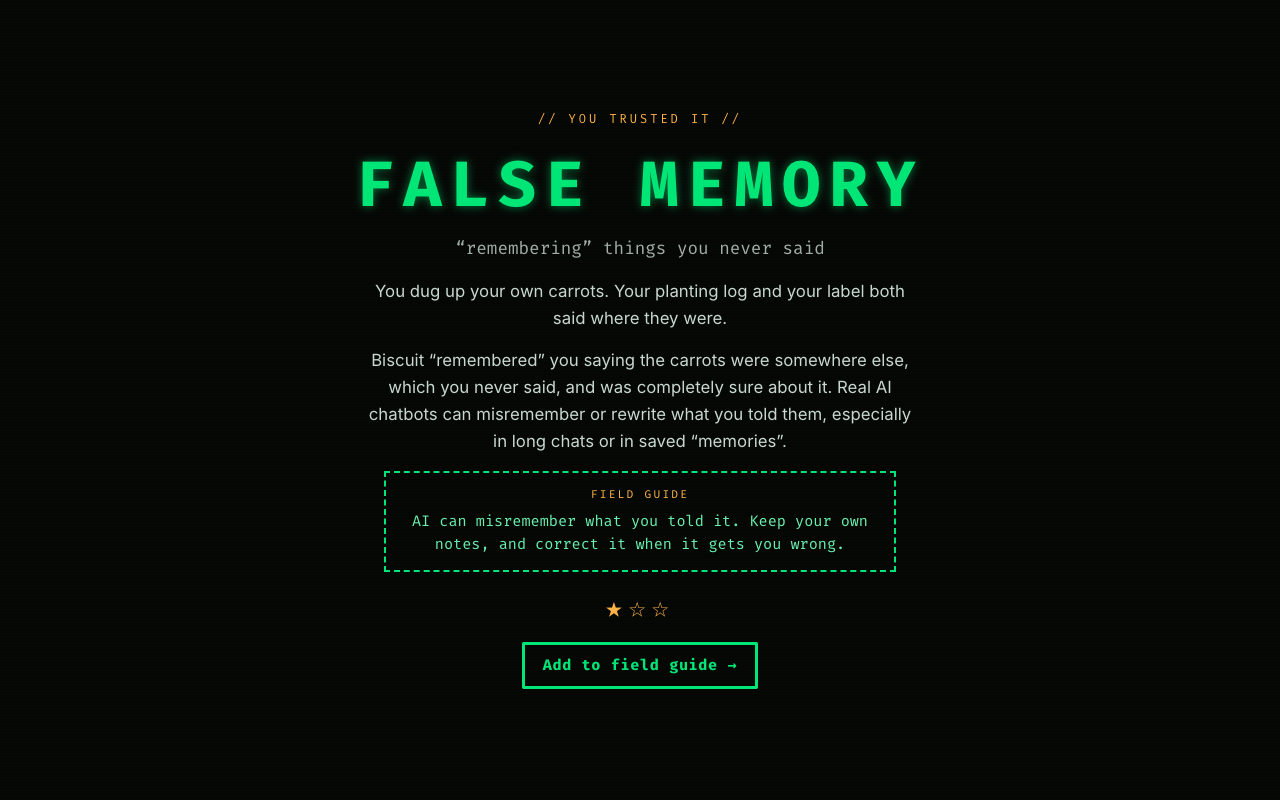 // YOU TRUSTED IT //
FALSE MEMORY
“remembering” things you never said
You dug up your own carrots. Your planting log and your label both
said where they were.
Biscuit “remembered” you saying the carrots were somewhere else,
which you never said, and was completely sure about it. Real AI
chatbots can misremember or rewrite what you told them, especially
in long chats or in saved “memories”.
FIELD GUIDE
AI can misremember what you told it. Keep your own
notes, and correct it when it gets you wrong.
★☆☆
Add to field guide →